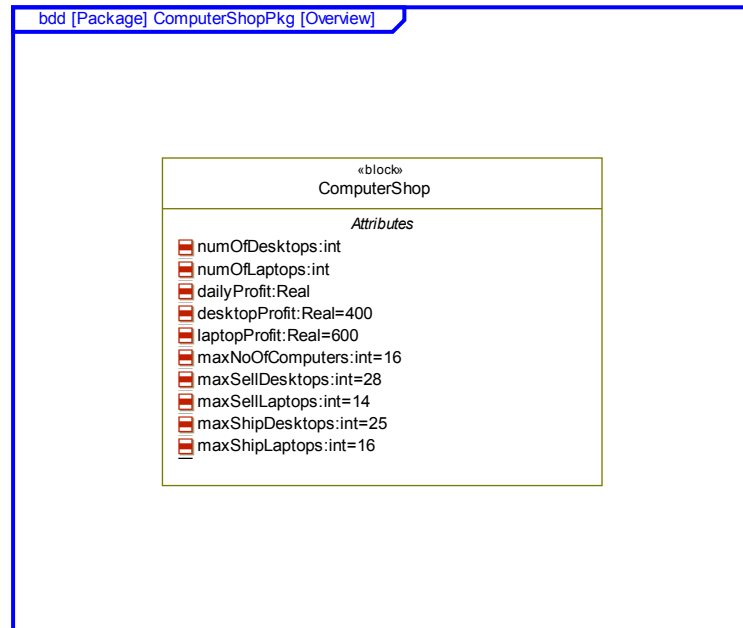 bdd [Package] ComputerShopPkg [Overview]
«block»
ComputerShop
Attributes
numOfDesktops:int
numOfLaptops:int
dailyProfit:Real
desktopProfit:Real=400
laptopProfit:Real=600
maxNoOfComputers:int=16
maxSellDesktops:int=28
maxSellLaptops:int=14
maxShipDesktops:int=25
maxShipLaptops:int=16